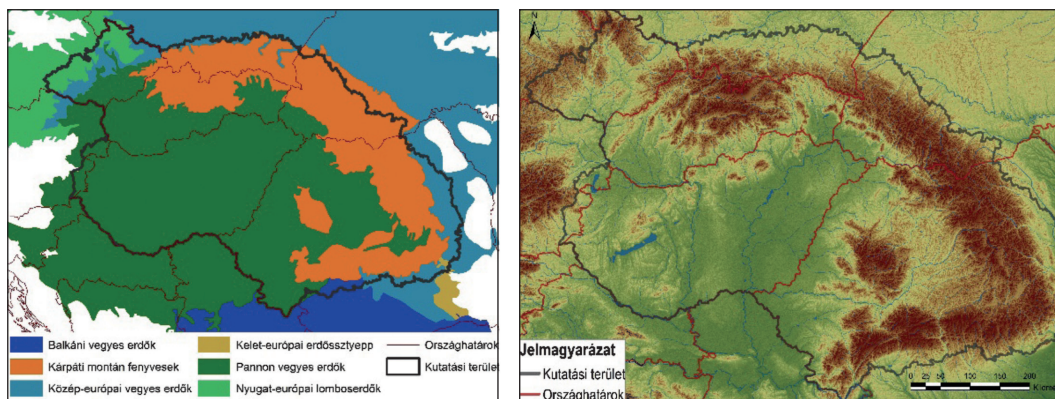 Balkáni vegyes erdők
Kárpáti montán fenyvesek
Közép-európai vegyes erdők
Kelet-európai erdőssztyepp
Pannon vegyes erdők
Nyugat-európai lomboserdők
Országhatárok
Kutatási terület
N
Jelmagyarázat
Kutatási terület
Országhatárok
0 25 50 100 150 200